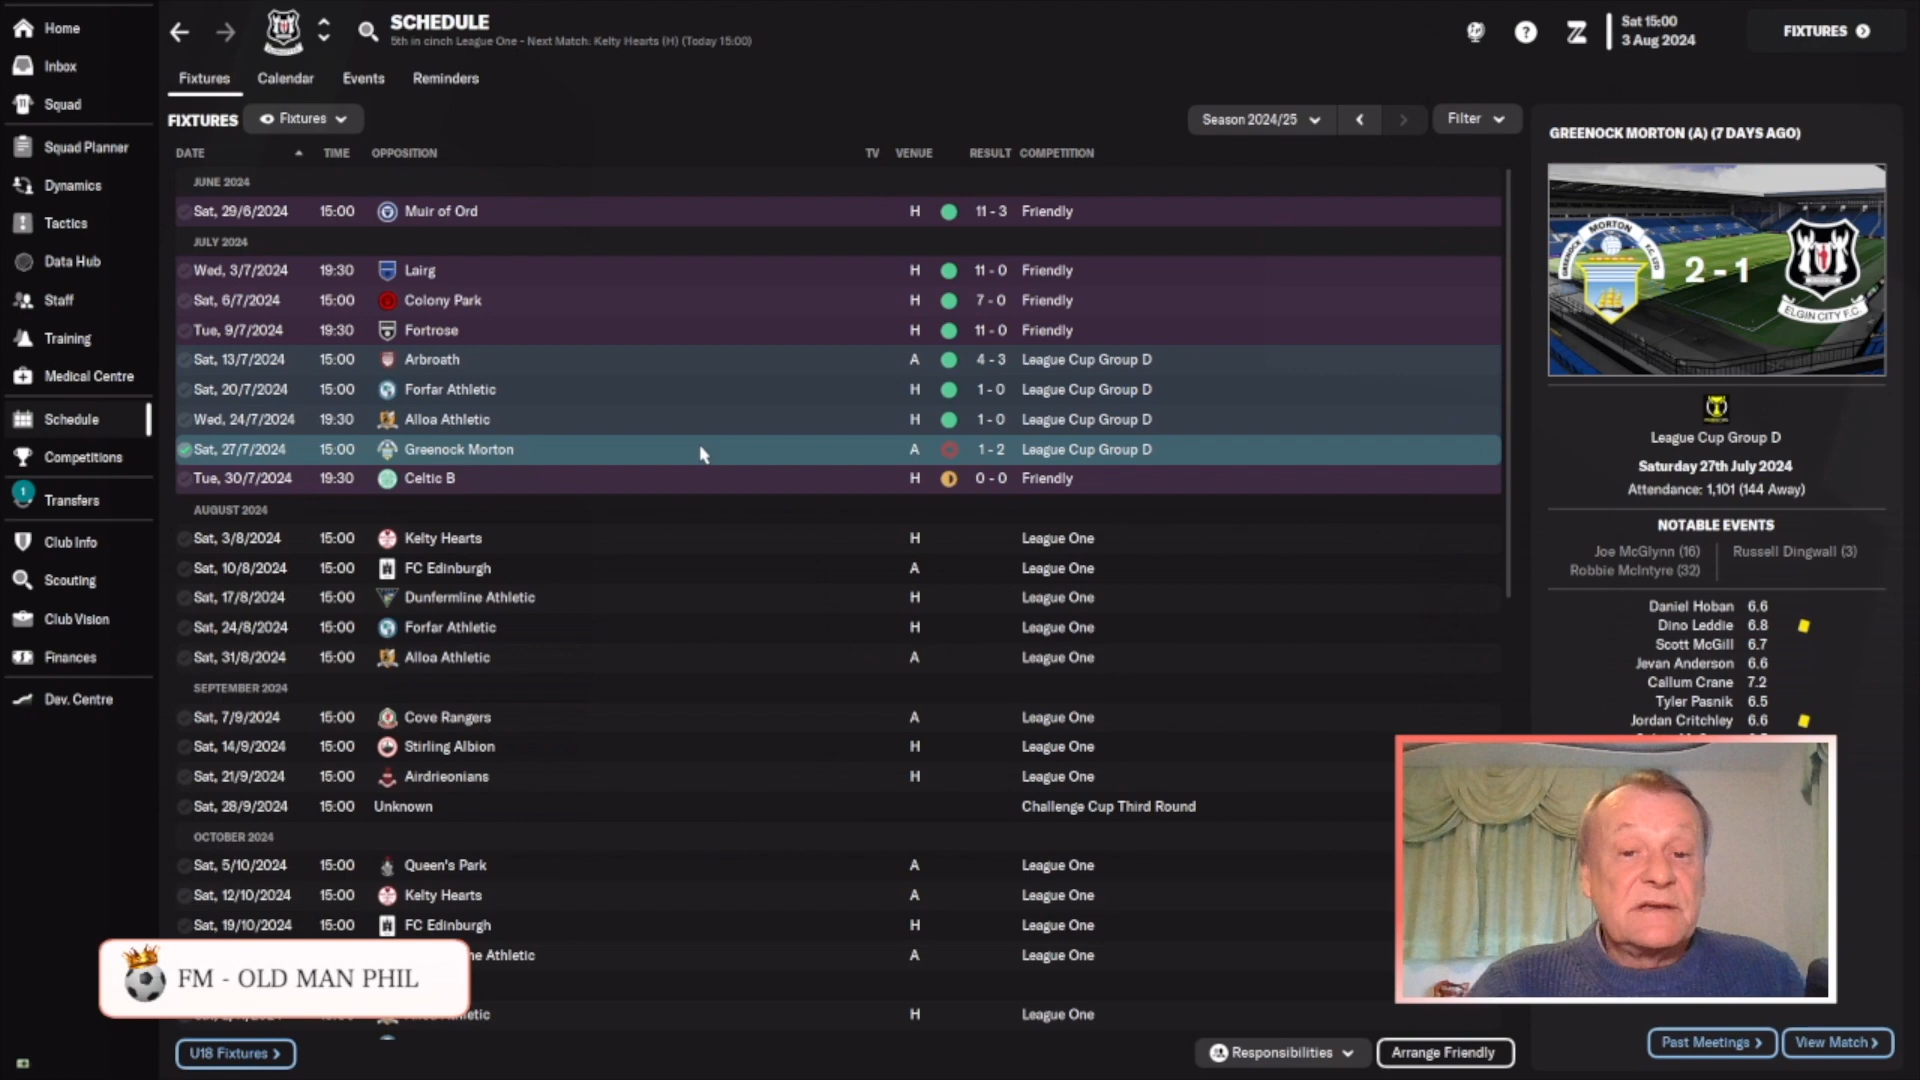 Home
Inbox
Squad
Squad Planner
Dynamics
Tactics
Data Hub
Staff
Training
Medical Centre
Schedule
Competitions
1
Transfers
Club Info
Scouting
Club Vision
Finances
Dev. Centre
SCHEDULE
5th in cinch League One - Next Match: Kelty Hearts (H) (Today 15:00)
Sat 15:00
3 Aug 2024
FIXTURES
Fixtures Calendar Events Reminders
FIXTURES Fixtures
Season 2024/25 Filter
DATE TIME OPPOSITION TV VENUE RESULT COMPETITION
JUNE 2024
Sat, 29/6/2024 15:00 Muir of Ord H 11 - 3 Friendly
JULY 2024
Wed, 3/7/2024 19:30 Lairg H 11 - 0 Friendly
Sat, 6/7/2024 15:00 Colony Park H 7 - 0 Friendly
Tue, 9/7/2024 19:30 Fortrose H 11 - 0 Friendly
Sat, 13/7/2024 15:00 Arbroath A 4 - 3 League Cup Group D
Sat, 20/7/2024 15:00 Forfar Athletic H 1 - 0 League Cup Group D
Wed, 24/7/2024 19:30 Alloa Athletic H 1 - 0 League Cup Group D
Sat, 27/7/2024 15:00 Greenock Morton A 1 - 2 League Cup Group D
Tue, 30/7/2024 19:30 Celtic B H 0 - 0 Friendly
AUGUST 2024
Sat, 3/8/2024 15:00 Kelty Hearts H League One
Sat, 10/8/2024 15:00 FC Edinburgh A League One
Sat, 17/8/2024 15:00 Dunfermline Athletic H League One
Sat, 24/8/2024 15:00 Forfar Athletic H League One
Sat, 31/8/2024 15:00 Alloa Athletic A League One
SEPTEMBER 2024
Sat, 7/9/2024 15:00 Cove Rangers A League One
Sat, 14/9/2024 15:00 Stirling Albion H League One
Sat, 21/9/2024 15:00 Airdrieonians H League One
Sat, 28/9/2024 15:00 Unknown Challenge Cup Third Round
OCTOBER 2024
Sat, 5/10/2024 15:00 Queen's Park A League One
Sat, 12/10/2024 15:00 Kelty Hearts A League One
Sat, 19/10/2024 15:00 FC Edinburgh H League One
ne Athletic A League One
H League One
FM - OLD MAN PHIL
U18 Fixtures
Responsibilities
Arrange Friendly
GREENOCK MORTON (A) (7 DAYS AGO)
GREENOCK MORTON F.C. LTD
2 - 1
ELGIN CITY F.C.
League Cup Group D
Saturday 27th July 2024
Attendance: 1,101 (144 Away)
NOTABLE EVENTS
Joe McGlynn (16) Russell Dingwall (3)
Robbie McIntyre (32)
Daniel Hoban 6.6
Dino Leddie 6.8
Scott McGill 6.7
Jevan Anderson 6.6
Callum Crane 7.2
Tyler Pasnik 6.5
Jordan Critchley 6.6
Past Meetings
View Match